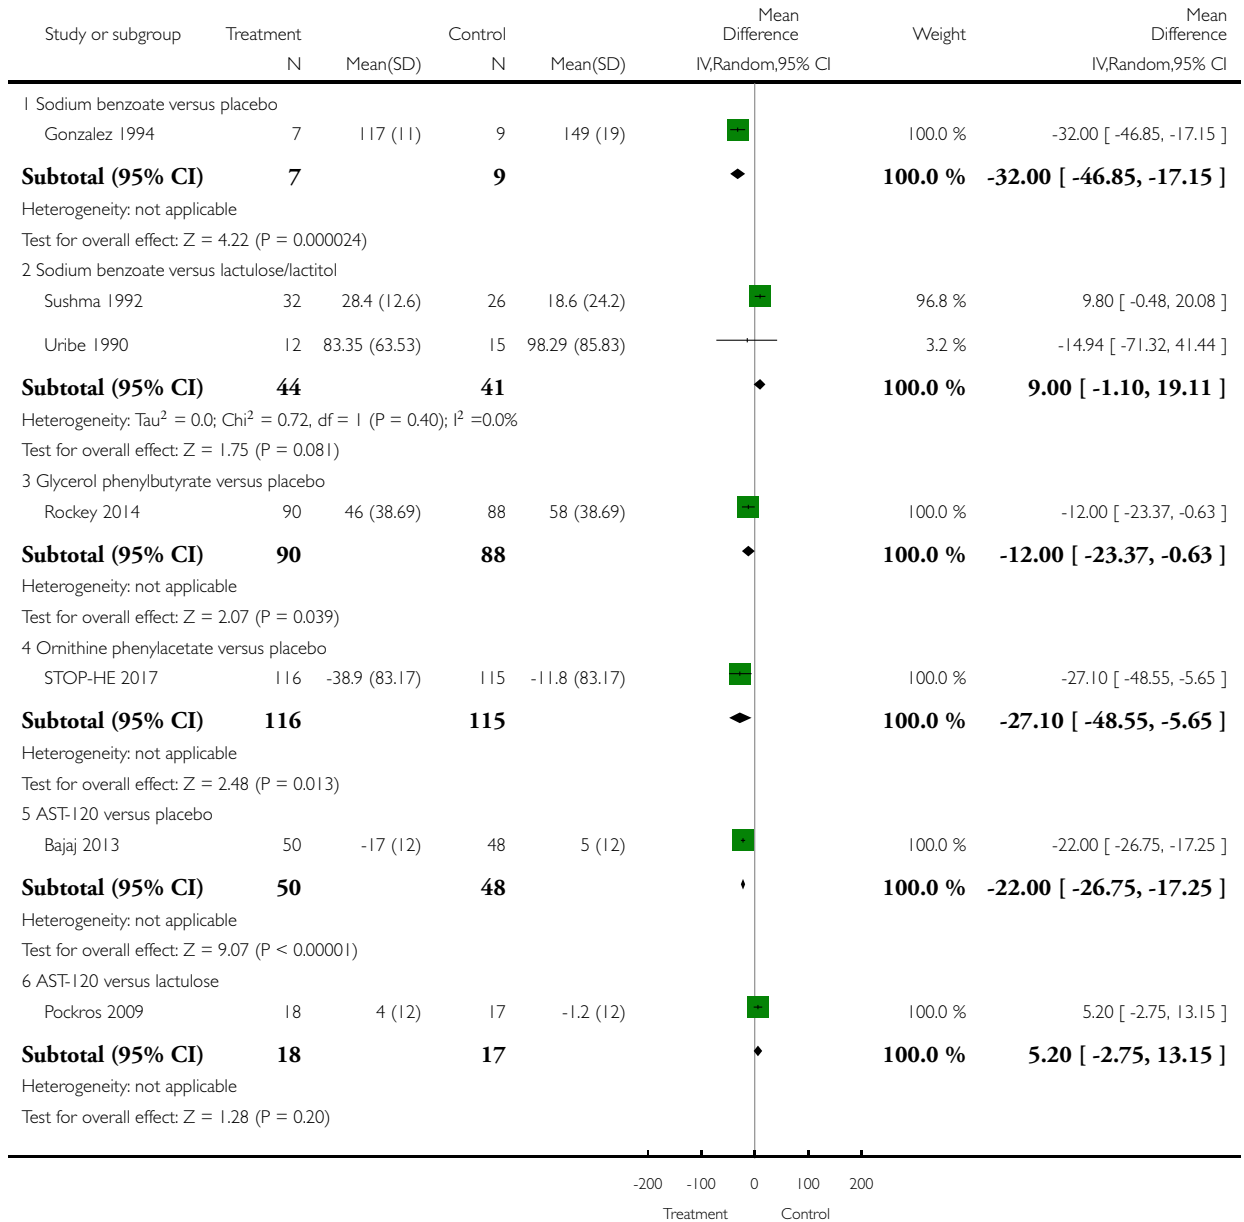 Mean Mean
Study or subgroup Treatment Control Difference Weight Difference
N Mean(SD) N Mean(SD) IV,Random,95% CI IV,Random,95% CI
1 Sodium benzoate versus placebo
Gonzalez 1994 7 117 (11) 9 149 (19) 100.0 % -32.00 [ -46.85, -17.15 ]
Subtotal (95% CI) 7 9 100.0 % -32.00 [ -46.85, -17.15 ]
Heterogeneity: not applicable
Test for overall effect: Z = 4.22 (P = 0.000024)
2 Sodium benzoate versus lactulose/lactitol
Sushma 1992 32 28.4 (12.6) 26 18.6 (24.2) 96.8 % 9.80 [ -0.48, 20.08 ]
Uribe 1990 12 83.35 (63.53) 15 98.29 (85.83) 3.2 % -14.94 [ -71.32, 41.44 ]
Subtotal (95% CI) 44 41 100.0 % 9.00 [ -1.10, 19.11 ]
Heterogeneity: Tau² = 0.0; Chi² = 0.72, df = 1 (P = 0.40); I² =0.0%
Test for overall effect: Z = 1.75 (P = 0.081)
3 Glycerol phenylbutyrate versus placebo
Rockey 2014 90 46 (38.69) 88 58 (38.69) 100.0 % -12.00 [ -23.37, -0.63 ]
Subtotal (95% CI) 90 88 100.0 % -12.00 [ -23.37, -0.63 ]
Heterogeneity: not applicable
Test for overall effect: Z = 2.07 (P = 0.039)
4 Ornithine phenylacetate versus placebo
STOP-HE 2017 116 -38.9 (83.17) 115 -11.8 (83.17) 100.0 % -27.10 [ -48.55, -5.65 ]
Subtotal (95% CI) 116 115 100.0 % -27.10 [ -48.55, -5.65 ]
Heterogeneity: not applicable
Test for overall effect: Z = 2.48 (P = 0.013)
5 AST-120 versus placebo
Bajaj 2013 50 -17 (12) 48 5 (12) 100.0 % -22.00 [ -26.75, -17.25 ]
Subtotal (95% CI) 50 48 100.0 % -22.00 [ -26.75, -17.25 ]
Heterogeneity: not applicable
Test for overall effect: Z = 9.07 (P < 0.00001)
6 AST-120 versus lactulose
Pockros 2009 18 4 (12) 17 -1.2 (12) 100.0 % 5.20 [ -2.75, 13.15 ]
Subtotal (95% CI) 18 17 100.0 % 5.20 [ -2.75, 13.15 ]
Heterogeneity: not applicable
Test for overall effect: Z = 1.28 (P = 0.20)
-200 -100 0 100 200
Treatment Control